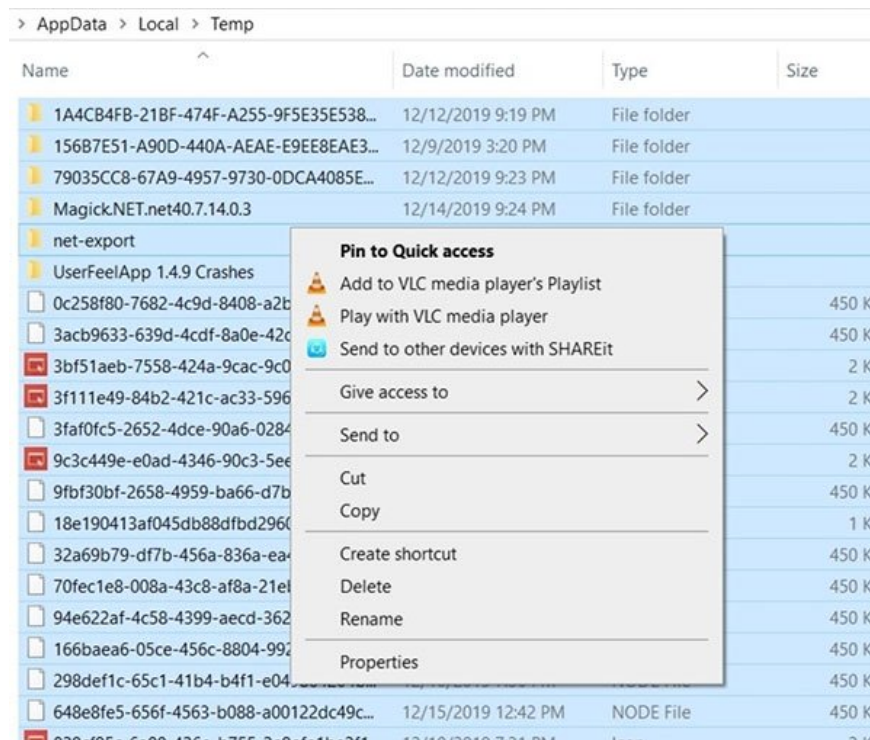 > AppData > Local > Temp
Name Date modified Type Size
1A4CB4FB-21BF-474F-A255-9F5E35E538... 12/12/2019 9:19 PM File folder
156B7E51-A90D-440A-AEAE-E9EE8EAE3... 12/9/2019 3:20 PM File folder
79035CC8-67A9-4957-9730-0DCA4085E... 12/12/2019 9:23 PM File folder
Magick.NET.net40.7.14.0.3 12/14/2019 9:24 PM File folder
net-export
UserFeelApp 1.4.9 Crashes
Pin to Quick access
Add to VLC media player's Playlist
Play with VLC media player
Send to other devices with SHAREit
Give access to
Send to
Cut
Copy
Create shortcut
Delete
Rename
Properties
0c258f80-7682-4c9d-8408-a2b 450 K
3acb9633-639d-4cdf-8a0e-42c 450 K
3bf51aeb-7558-424a-9cac-9c0 2 K
3f111e49-84b2-421c-ac33-596 2 K
3faf0fc5-2652-4dce-90a6-0284 450 K
9c3c449e-e0ad-4346-90c3-5ee 2 K
9fbf30bf-2658-4959-ba66-d7b 450 K
18e190413af045db88dfbd2960 1 K
32a69b79-df7b-456a-836a-ea4 450 K
70fec1e8-008a-43c8-af8a-21e 450 K
94e622af-4c58-4399-aecd-362 450 K
166baea6-05ce-456c-8804-992 450 K
298def1c-65c1-41b4-b4f1-e04 450 K
648e8fe5-656f-4563-b088-a00122dc49c... 12/15/2019 12:42 PM NODE File 450 K